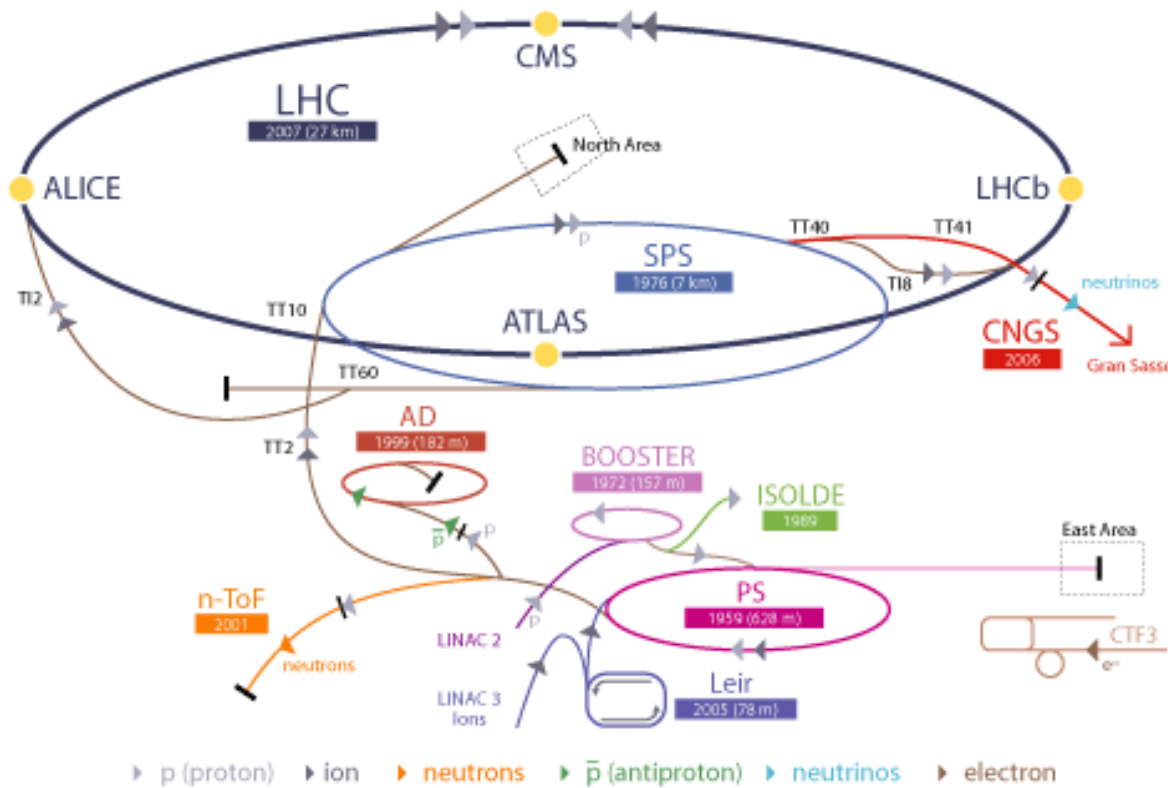 CMS
LHC
2007 (27 km)
North Area
ALICE
LHCb
TT40
TT41
SPS
1976 (7 km)
p
TI8
neutrinos
TI2
TT10
ATLAS
CNGS
2006
Gran Sasso
TT60
AD
1999 (182 m)
TT2
BOOSTER
1972 (157 m)
ISOLDE
1989
p̅
p
East Area
n-ToF
2001
PS
1959 (628 m)
LINAC 2
p
neutrons
CTF3
e-
LINAC 3
Ions
Leir
2005 (78 m)
p (proton)
ion
neutrons
p̅ (antiproton)
neutrinos
electron